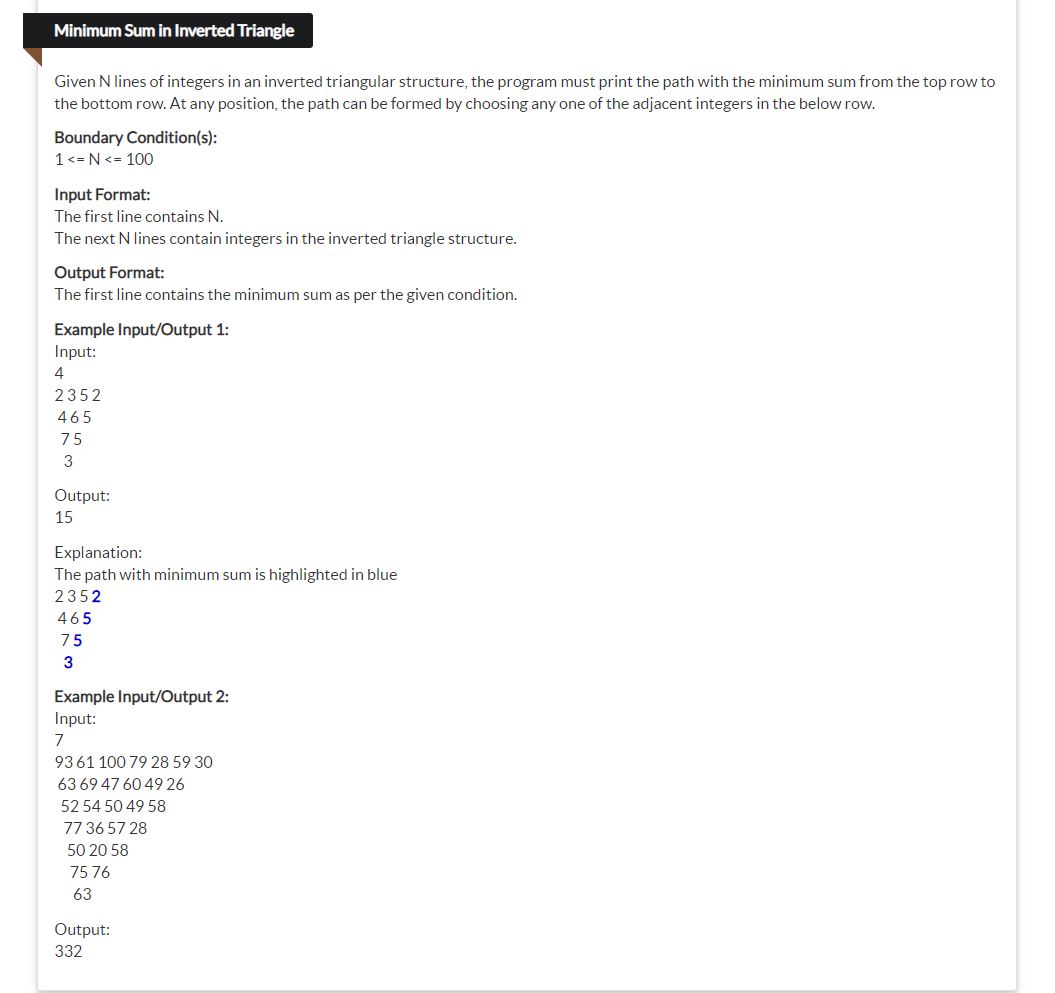 Minimum Sum in Inverted Triangle
Given N lines of integers in an inverted triangular structure, the program must print the path with the minimum sum from the top row to
the bottom row. At any position, the path can be formed by choosing any one of the adjacent integers in the below row.
Boundary Condition(s):
1 <= N <= 100
Input Format:
The first line contains N.
The next N lines contain integers in the inverted triangle structure.
Output Format:
The first line contains the minimum sum as per the given condition.
Example Input/Output 1:
Input:
4
2 3 5 2
4 6 5
7 5
3
Output:
15
Explanation:
The path with minimum sum is highlighted in blue
2 3 5 2
4 6 5
7 5
3
Example Input/Output 2:
Input:
7
93 61 100 79 28 59 30
63 69 47 60 49 26
52 54 50 49 58
77 36 57 28
50 20 58
75 76
63
Output:
332